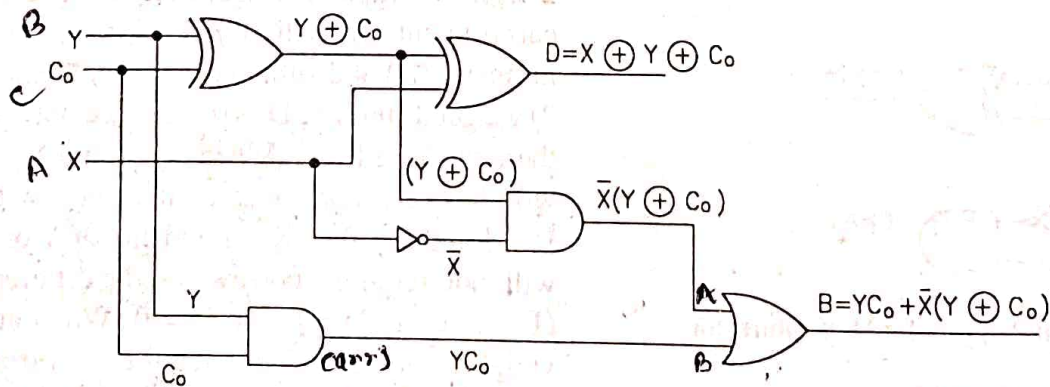 B Y
Y ⊕ C₀
D=X ⊕ Y ⊕ C₀
C C₀
A X
(Y ⊕ C₀)
X̄(Y ⊕ C₀)
X̄
Y
A
B=YC₀+X̄(Y ⊕ C₀)
YC₀
B
C₀